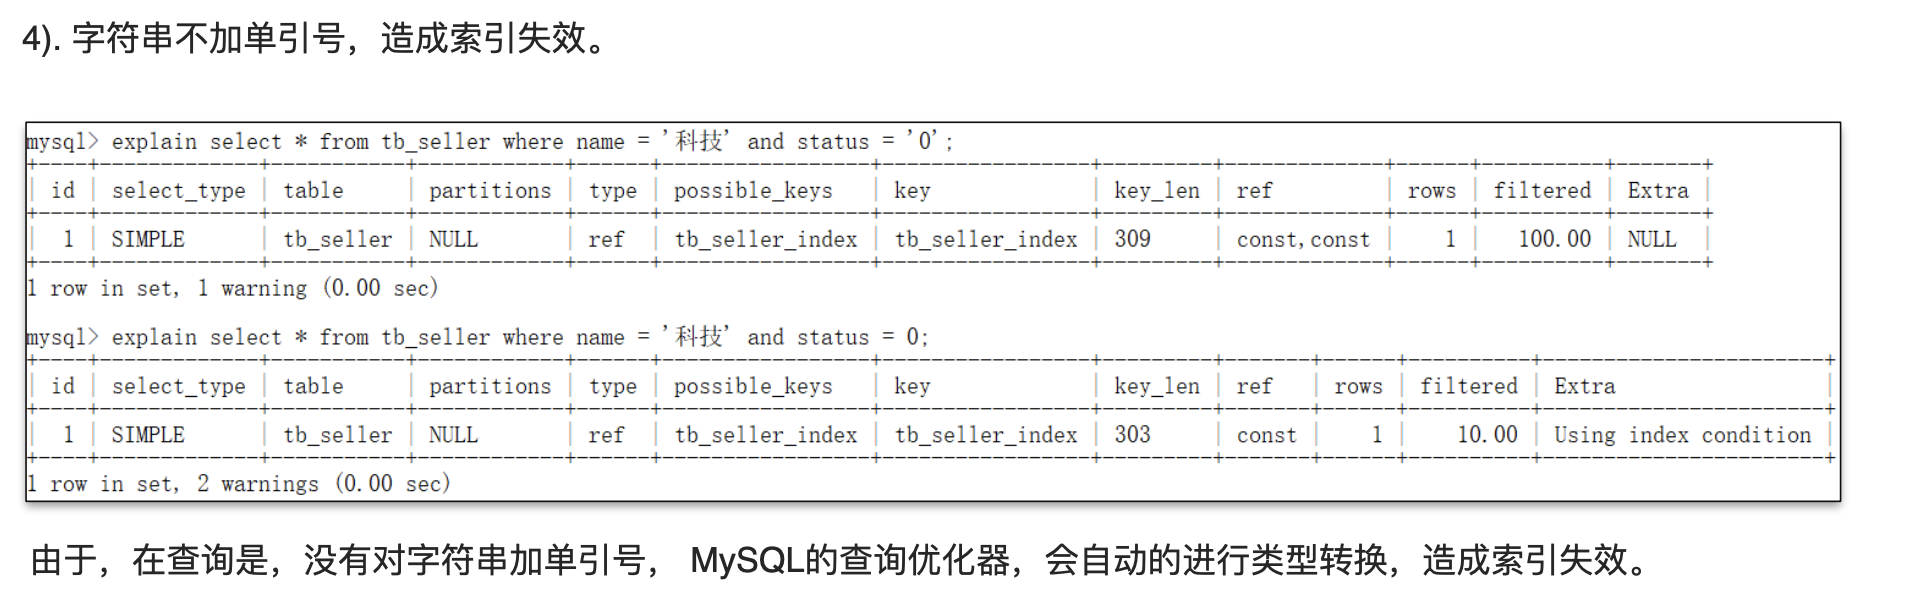 4). 字符串不加单引号，造成索引失效。
mysql> explain select * from tb_seller where name = '科技' and status = '0';
+----+-------------+-----------+------------+------+-----------------+-----------------+---------+-------------+------+----------+-------+
| id | select_type | table | partitions | type | possible_keys | key | key_len | ref | rows | filtered | Extra |
+----+-------------+-----------+------------+------+-----------------+-----------------+---------+-------------+------+----------+-------+
| 1 | SIMPLE | tb_seller | NULL | ref | tb_seller_index | tb_seller_index | 309 | const,const | 1 | 100.00 | NULL |
+----+-------------+-----------+------------+------+-----------------+-----------------+---------+-------------+------+----------+-------+
1 row in set, 1 warning (0.00 sec)
mysql> explain select * from tb_seller where name = '科技' and status = 0;
+----+-------------+-----------+------------+------+-----------------+-----------------+---------+-------+------+----------+-----------------------+
| id | select_type | table | partitions | type | possible_keys | key | key_len | ref | rows | filtered | Extra |
+----+-------------+-----------+------------+------+-----------------+-----------------+---------+-------+------+----------+-----------------------+
| 1 | SIMPLE | tb_seller | NULL | ref | tb_seller_index | tb_seller_index | 303 | const | 1 | 10.00 | Using index condition |
+----+-------------+-----------+------------+------+-----------------+-----------------+---------+-------+------+----------+-----------------------+
1 row in set, 2 warnings (0.00 sec)
由于，在查询是，没有对字符串加单引号， MySQL的查询优化器，会自动的进行类型转换，造成索引失效。